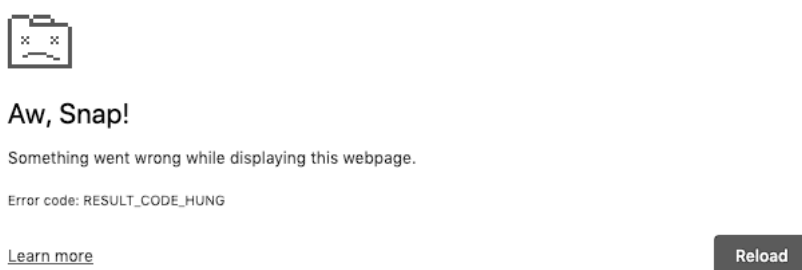 Aw, Snap!
Something went wrong while displaying this webpage.
Error code: RESULT_CODE_HUNG
Learn more
Reload